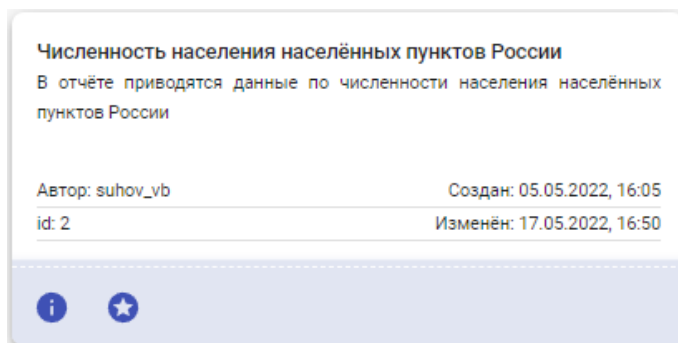 Численность населения населённых пунктов России
В отчёте приводятся данные по численности населения населённых
пунктов России
Автор: suhov_vb Создан: 05.05.2022, 16:05
id: 2 Изменён: 17.05.2022, 16:50